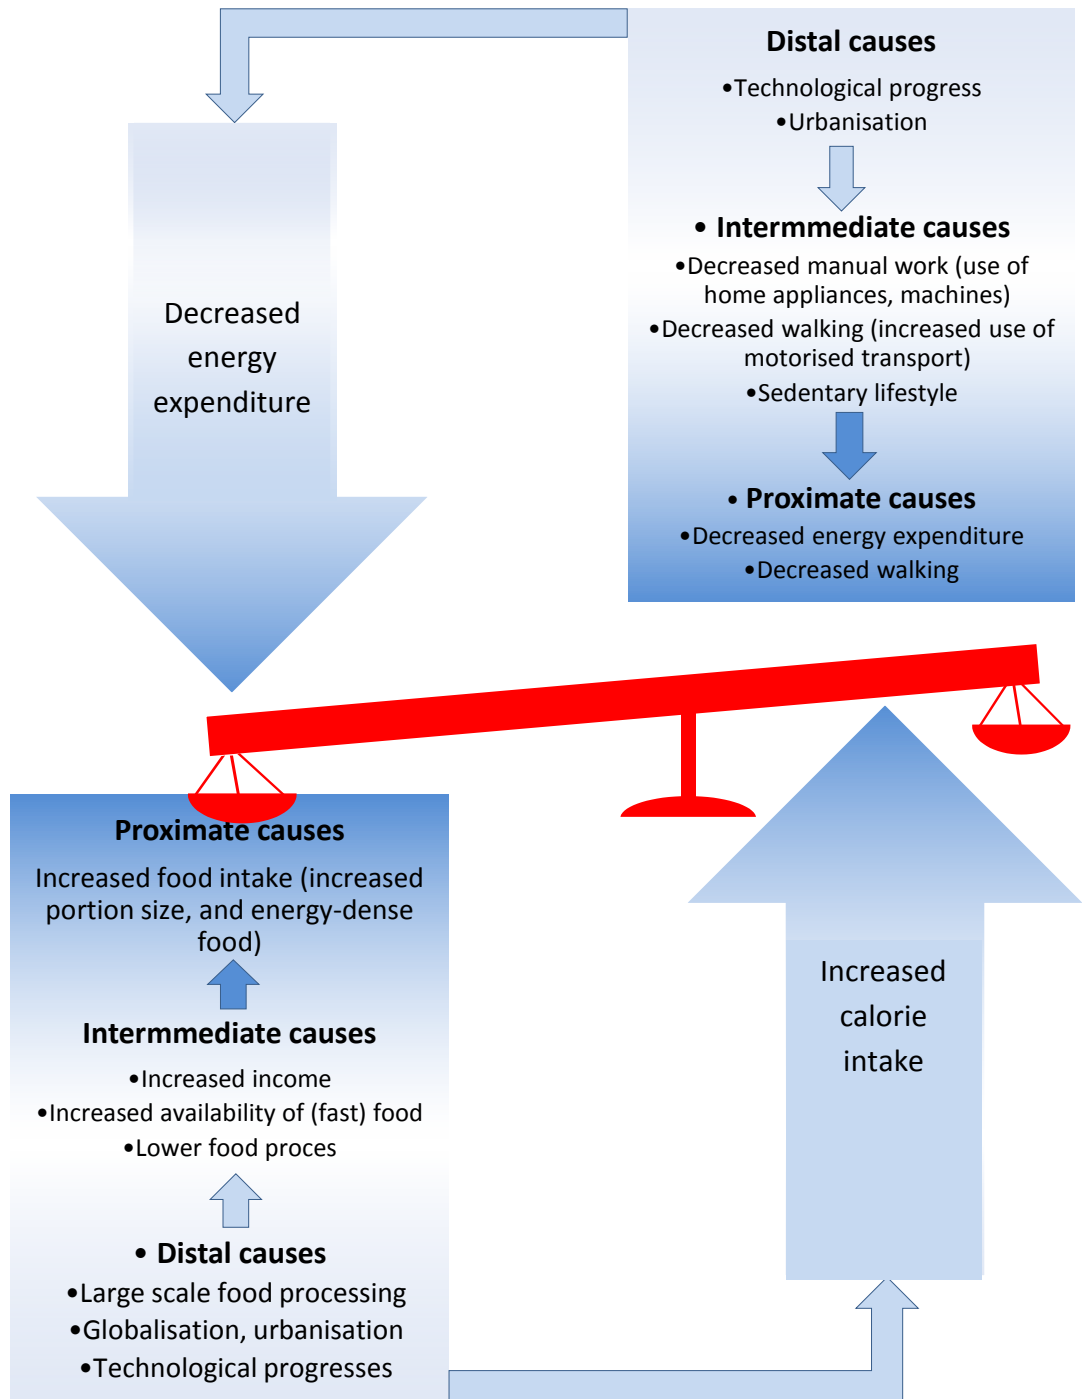 Distal causes
•Technological progress
•Urbanisation
• Intermmediate causes
•Decreased manual work (use of
home appliances, machines)
•Decreased walking (increased use of
motorised transport)
•Sedentary lifestyle
• Proximate causes
•Decreased energy expenditure
•Decreased walking
Decreased
energy
expenditure
Proximate causes
Increased food intake (increased
portion size, and energy-dense
food)
Intermmediate causes
•Increased income
•Increased availability of (fast) food
•Lower food proces
• Distal causes
•Large scale food processing
•Globalisation, urbanisation
•Technological progresses
Increased
calorie
intake